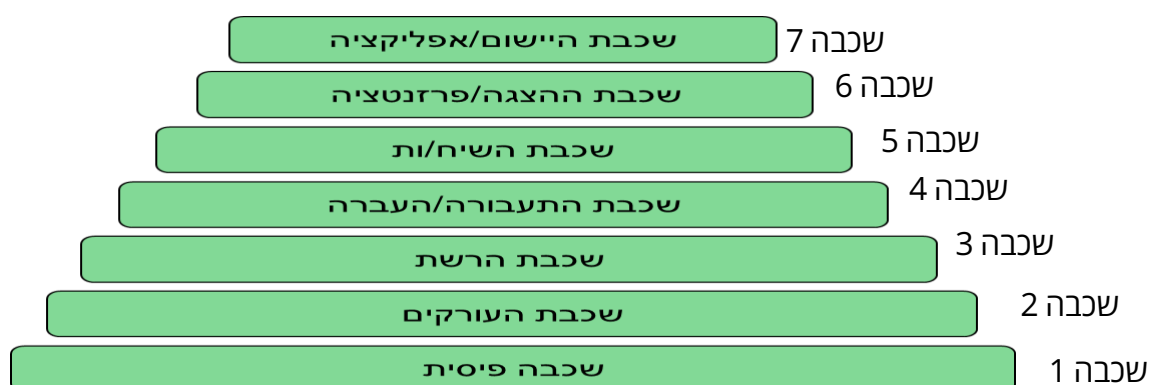 שכבת היישום/אפליקציה
שכבה 7
שכבת ההצגה/פרזנטציה
שכבה 6
שכבת השיח/ות
שכבה 5
שכבת התעבורה/העברה
שכבה 4
שכבת הרשת
שכבה 3
שכבת העורקים
שכבה 2
שכבה פיסית
שכבה 1